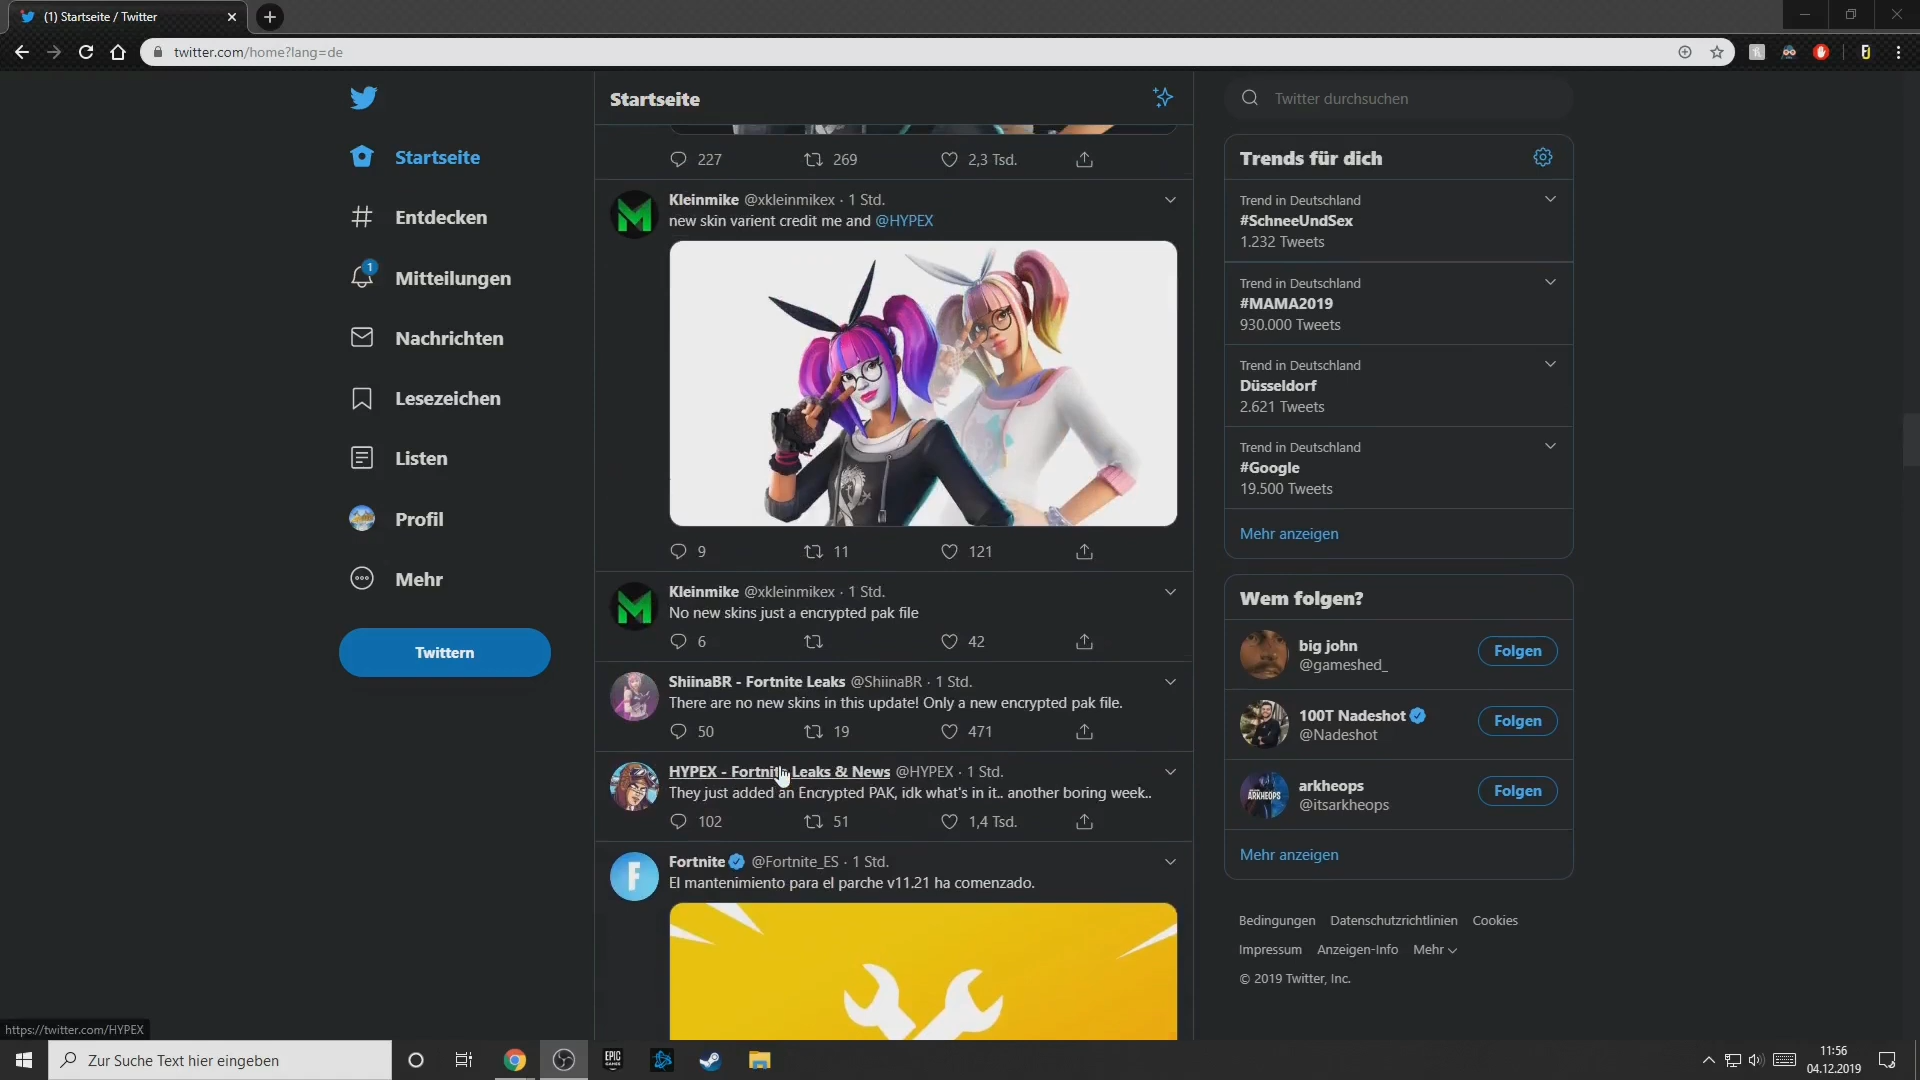 (1) Startseite / Twitter
twitter.com/home?lang=de
Startseite
Entdecken
1
Mitteilungen
Nachrichten
Lesezeichen
Listen
Profil
Mehr
Twittern
Startseite
227 269 2,3 Tsd.
Kleinmike @xkleinmikex · 1 Std.
new skin varient credit me and @HYPEX
9 11 121
Kleinmike @xkleinmikex · 1 Std.
No new skins just a encrypted pak file
6 42
ShiinaBR - Fortnite Leaks @ShiinaBR · 1 Std.
There are no new skins in this update! Only a new encrypted pak file.
50 19 471
HYPEX - Fortnite Leaks & News @HYPEX · 1 Std.
They just added an Encrypted PAK, idk what's in it.. another boring week..
102 51 1,4 Tsd.
F
Fortnite @Fortnite_ES · 1 Std.
El mantenimiento para el parche v11.21 ha comenzado.
Twitter durchsuchen
Trends für dich
Trend in Deutschland
#SchneeUndSex
1.232 Tweets
Trend in Deutschland
#MAMA2019
930.000 Tweets
Trend in Deutschland
Düsseldorf
2.621 Tweets
Trend in Deutschland
#Google
19.500 Tweets
Mehr anzeigen
Wem folgen?
big john
@gameshed_
Folgen
100T Nadeshot
@Nadeshot
Folgen
ARKHEOPS
arkheops
@itsarkheops
Folgen
Mehr anzeigen
Bedingungen Datenschutzrichtlinien Cookies
Impressum Anzeigen-Info Mehr
© 2019 Twitter, Inc.
https://twitter.com/HYPEX
Zur Suche Text hier eingeben
EPIC
GAMES
11:56
04.12.2019